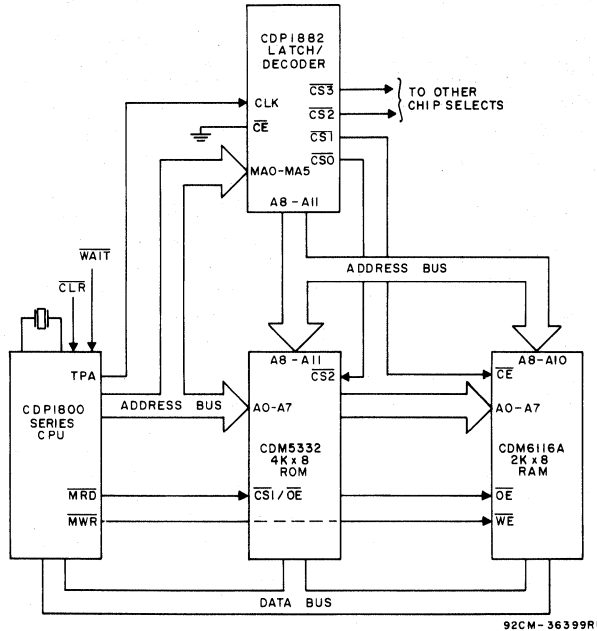 CDP1882
LATCH/
DECODER
CS3
TO OTHER
CHIP SELECTS
CLK
CS2
CE
CS1
CS0
MA0-MA5
A8-A11
WAIT
ADDRESS BUS
CLR
A8-A11
A8-A10
TPA
CS2
CE
CDP1800
SERIES
CPU
ADDRESS BUS
A0-A7
A0-A7
CDM5332
4K x 8
ROM
CDM6116A
2K x 8
RAM
MRD
CS1/OE
OE
MWR
WE
DATA BUS
92CM-36399R